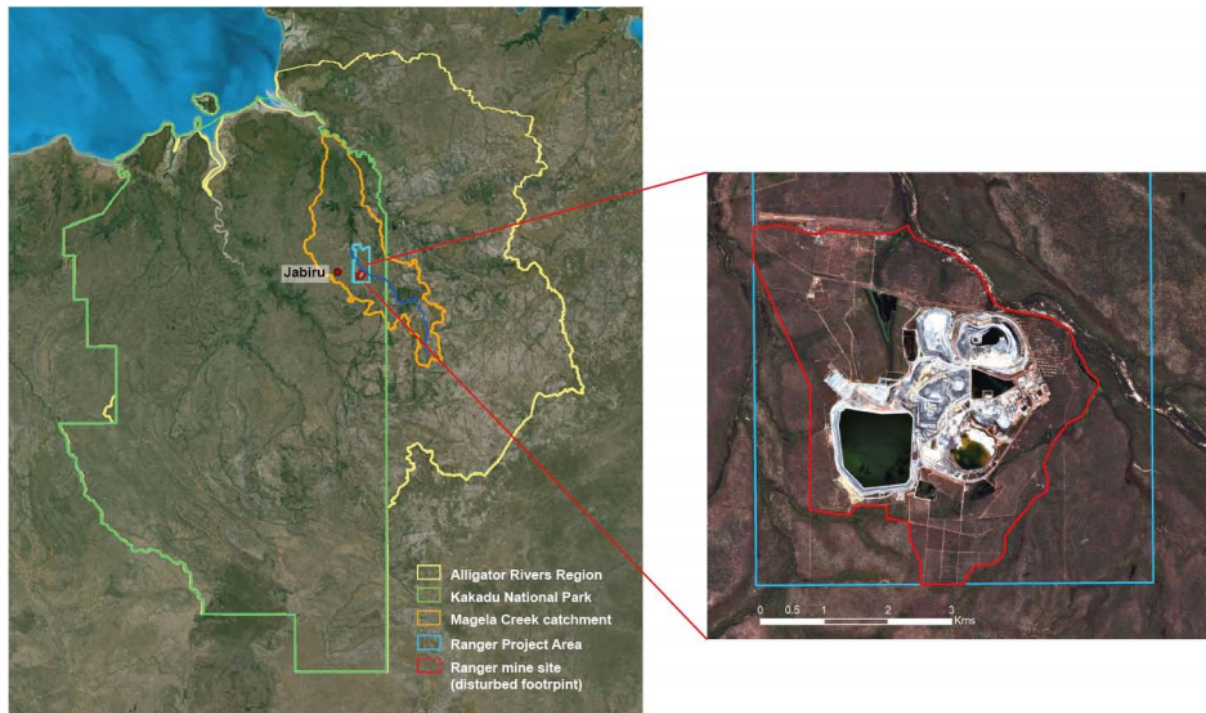 Jabiru
Alligator Rivers Region
Kakadu National Park
Magela Creek catchment
Ranger Project Area
Ranger mine site
(disturbed footrpint)
0 0.5 1 2 3
Kms